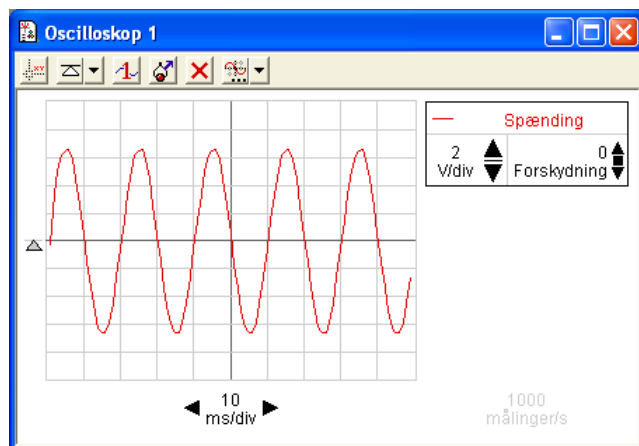 Oscilloskop 1
Spænding
2
V/div
0
Forskydning
10
ms/div
1000
målinger/s